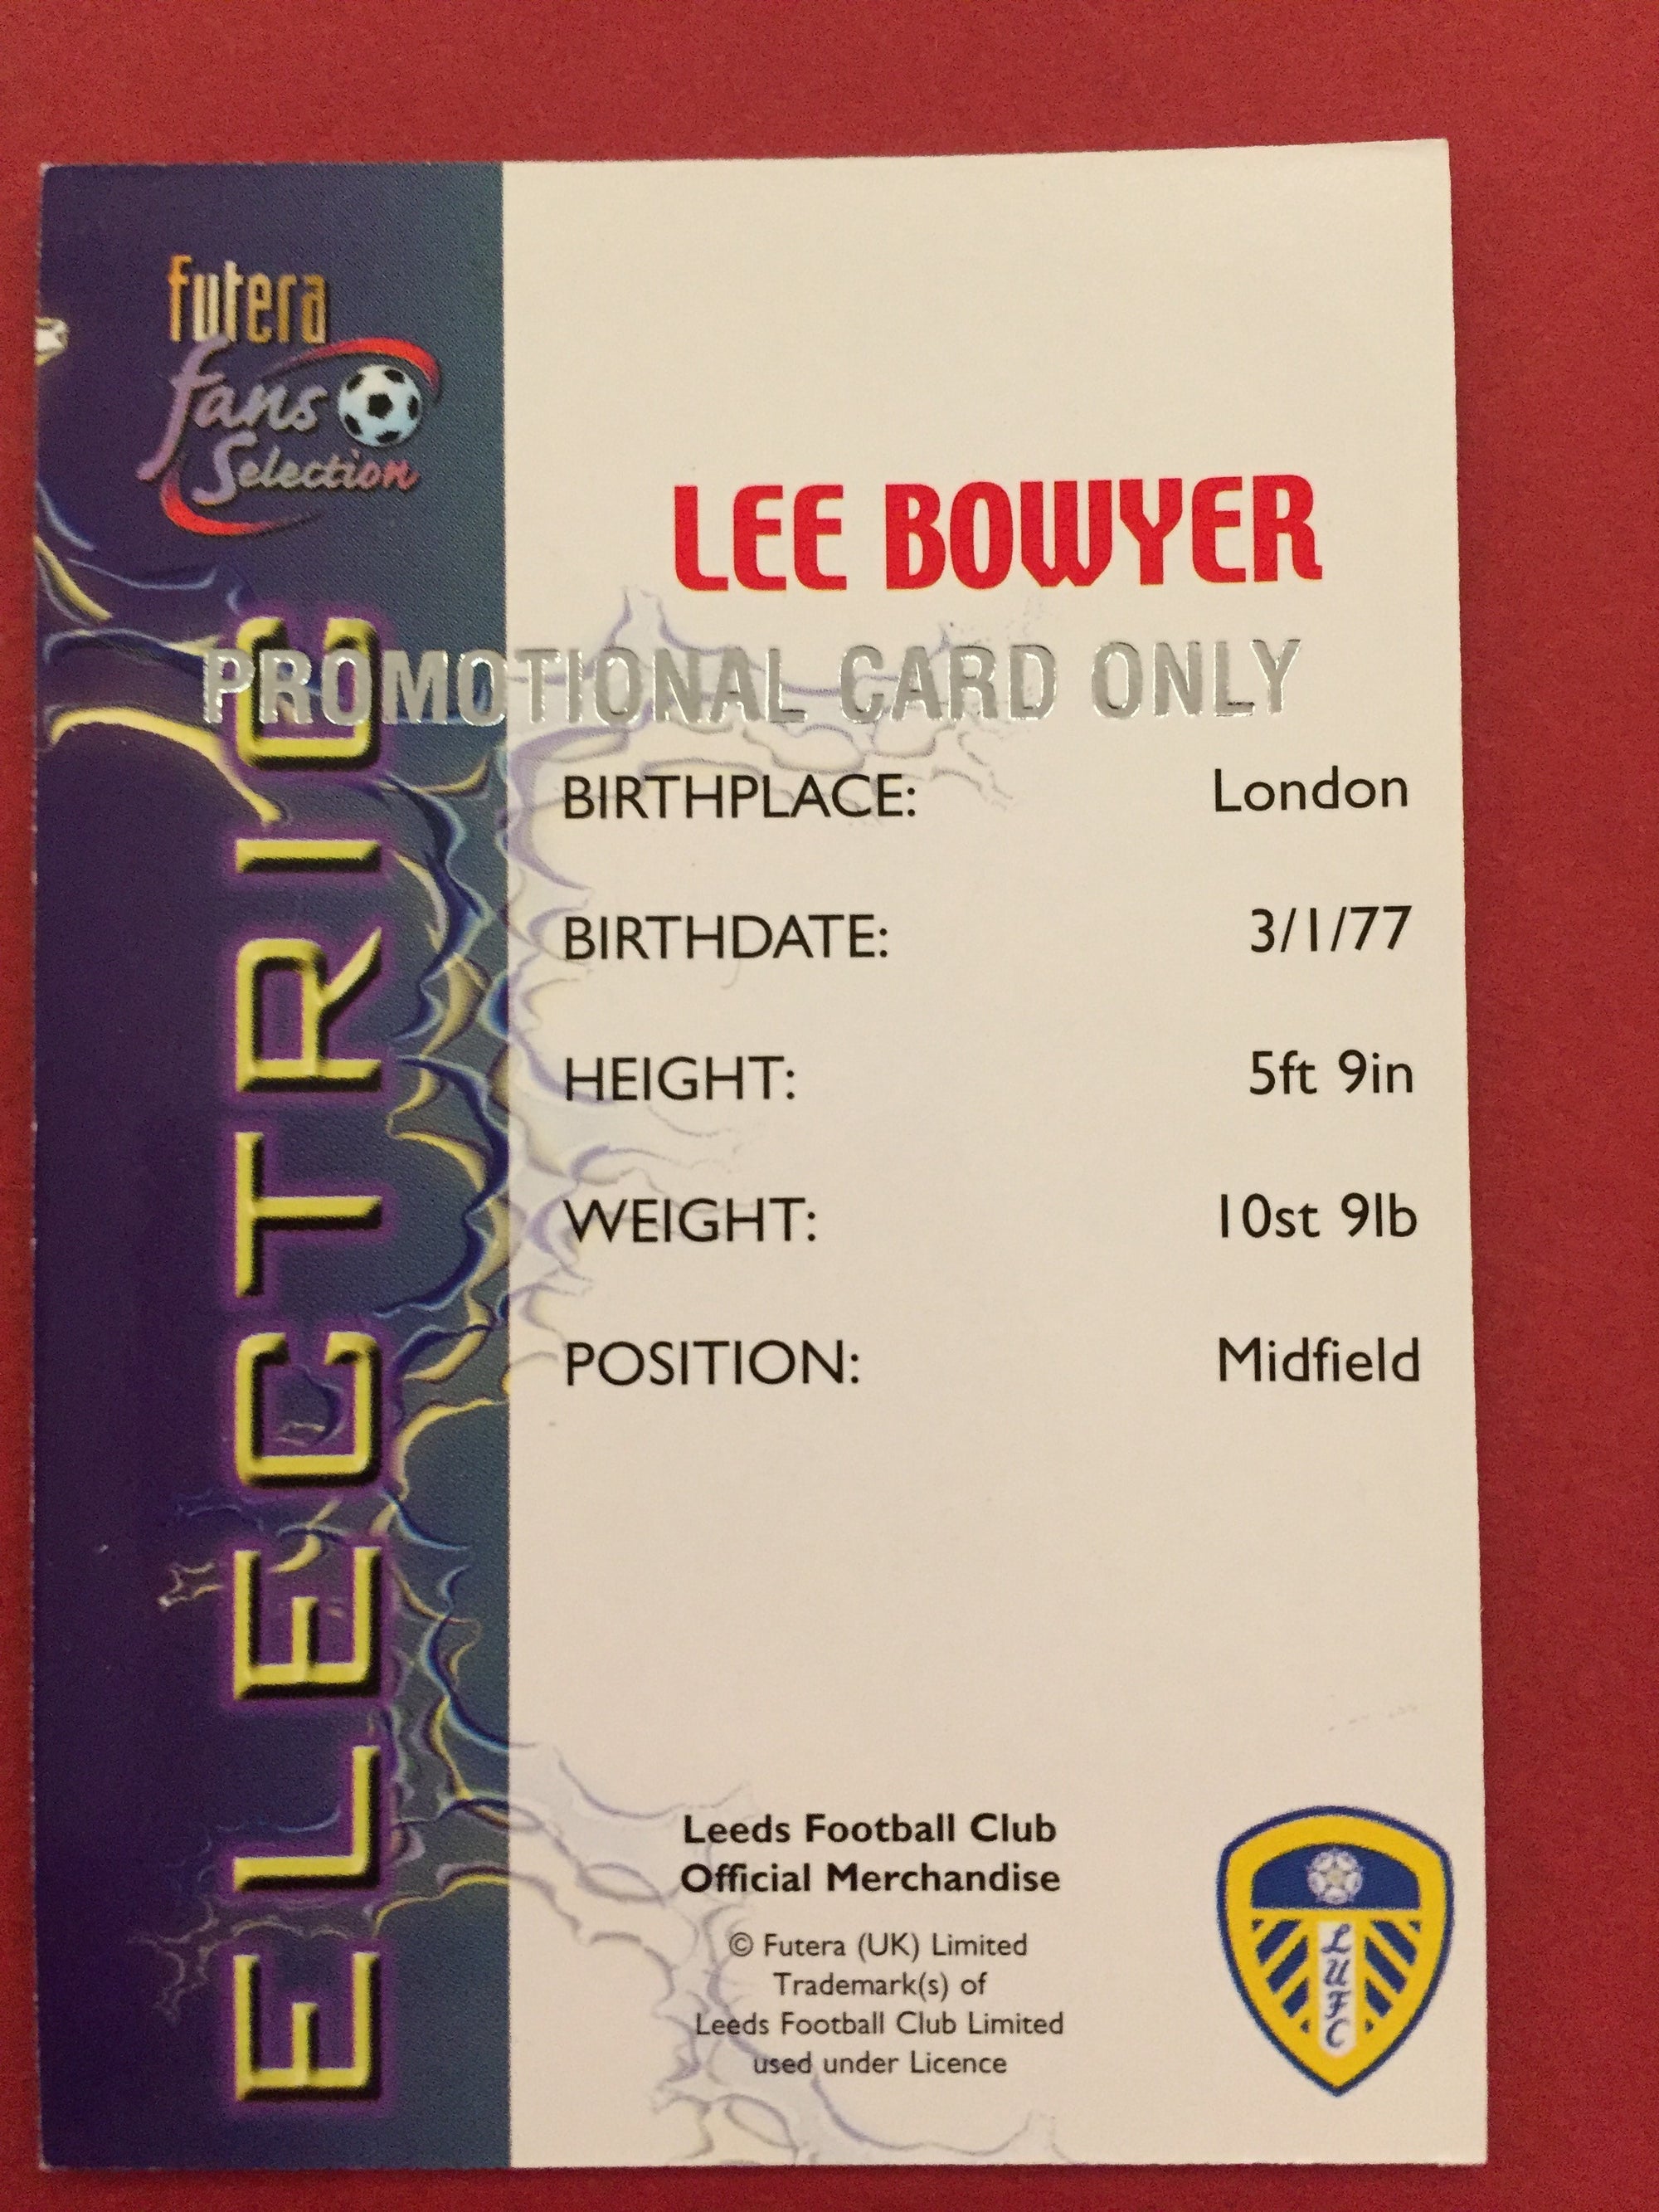 futera
fans
Selection
ELECTRIC
LEE BOWYER
PROMOTIONAL CARD ONLY
BIRTHPLACE: London
BIRTHDATE: 3/1/77
HEIGHT: 5ft 9in
WEIGHT: 10st 9lb
POSITION: Midfield
Leeds Football Club
Official Merchandise
© Futera (UK) Limited
Trademark(s) of
Leeds Football Club Limited
used under Licence
L
U
F
C